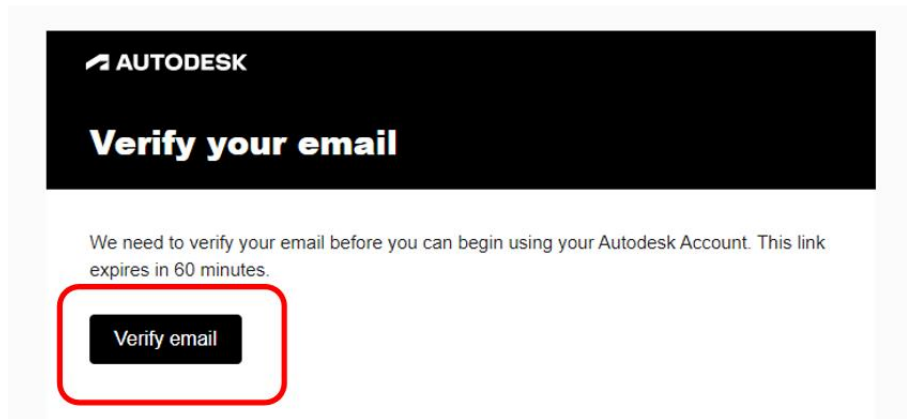 AUTODESK
Verify your email
We need to verify your email before you can begin using your Autodesk Account. This link
expires in 60 minutes.
Verify email